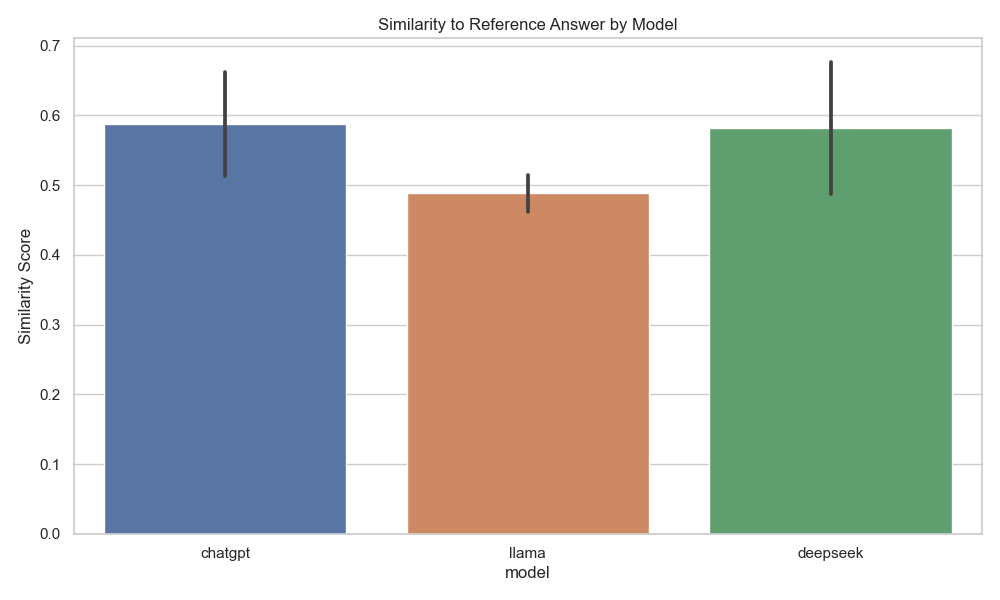 Similarity to Reference Answer by Model
Similarity Score
0.7
0.6
0.5
0.4
0.3
0.2
0.1
0.0
chatgpt llama deepseek
model